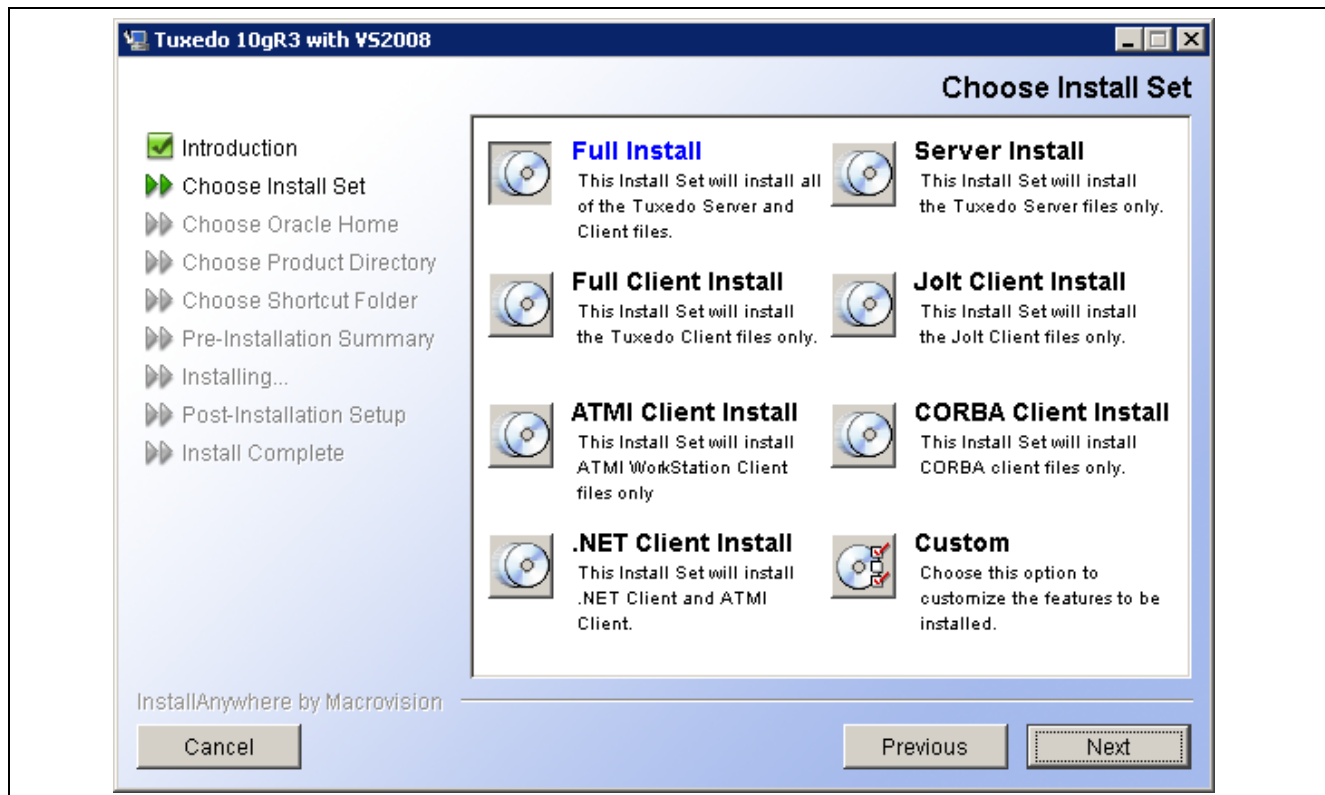 Tuxedo 10gR3 with VS2008
Choose Install Set
Introduction
Choose Install Set
Choose Oracle Home
Choose Product Directory
Choose Shortcut Folder
Pre-Installation Summary
Installing...
Post-Installation Setup
Install Complete
Full Install
This Install Set will install all
of the Tuxedo Server and
Client files.
Server Install
This Install Set will install
the Tuxedo Server files only.
Full Client Install
This Install Set will install
the Tuxedo Client files only.
Jolt Client Install
This Install Set will install
the Jolt Client files only.
ATMI Client Install
This Install Set will install
ATMI WorkStation Client
files only
CORBA Client Install
This Install Set will install
CORBA client files only.
.NET Client Install
This Install Set will install
.NET Client and ATMI
Client.
Custom
Choose this option to
customize the features to be
installed.
InstallAnywhere by Macrovision
Cancel
Previous
Next